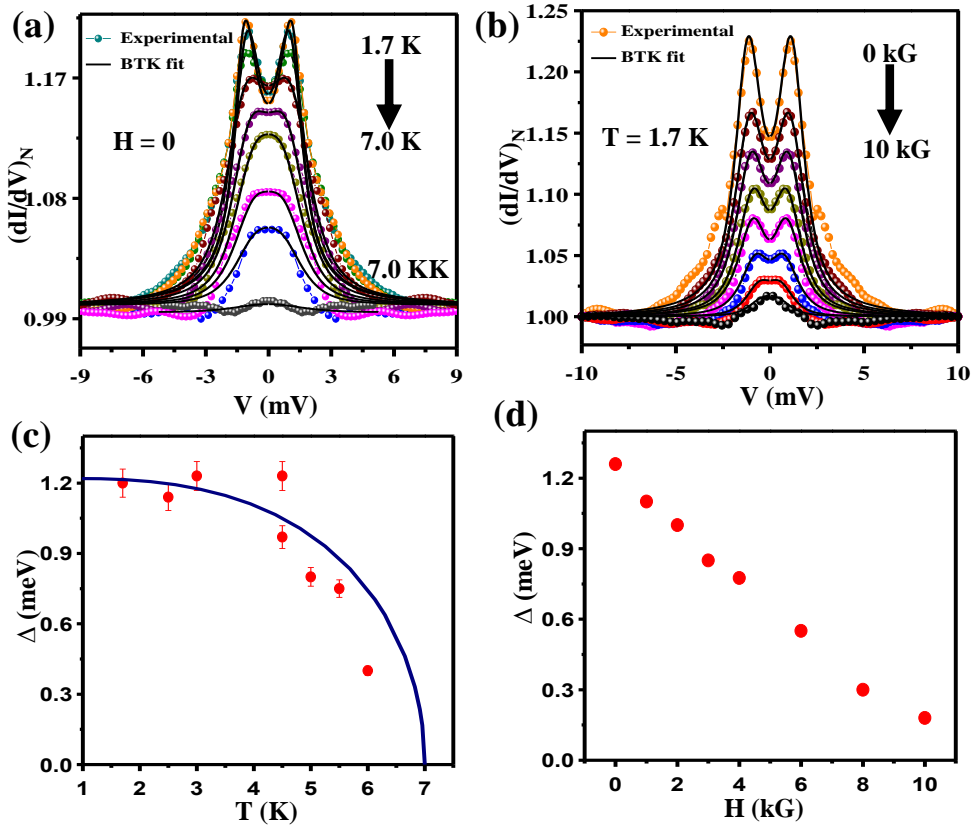 (a)
Experimental
BTK fit
1.7 K
H = 0
7.0 K
7.0 KK
(dI/dV)N
1.17
1.08
0.99
-9 -6 -3 0 3 6 9
V (mV)
(b)
Experimental
BTK fit
0 kG
T = 1.7 K
10 kG
(dI/dV)N
1.25
1.20
1.15
1.10
1.05
1.00
-10 -5 0 5 10
V (mV)
(c)
Δ (meV)
1.2
0.9
0.6
0.3
0.0
1 2 3 4 5 6 7
T (K)
(d)
Δ (meV)
1.2
0.9
0.6
0.3
0.0
0 2 4 6 8 10
H (kG)